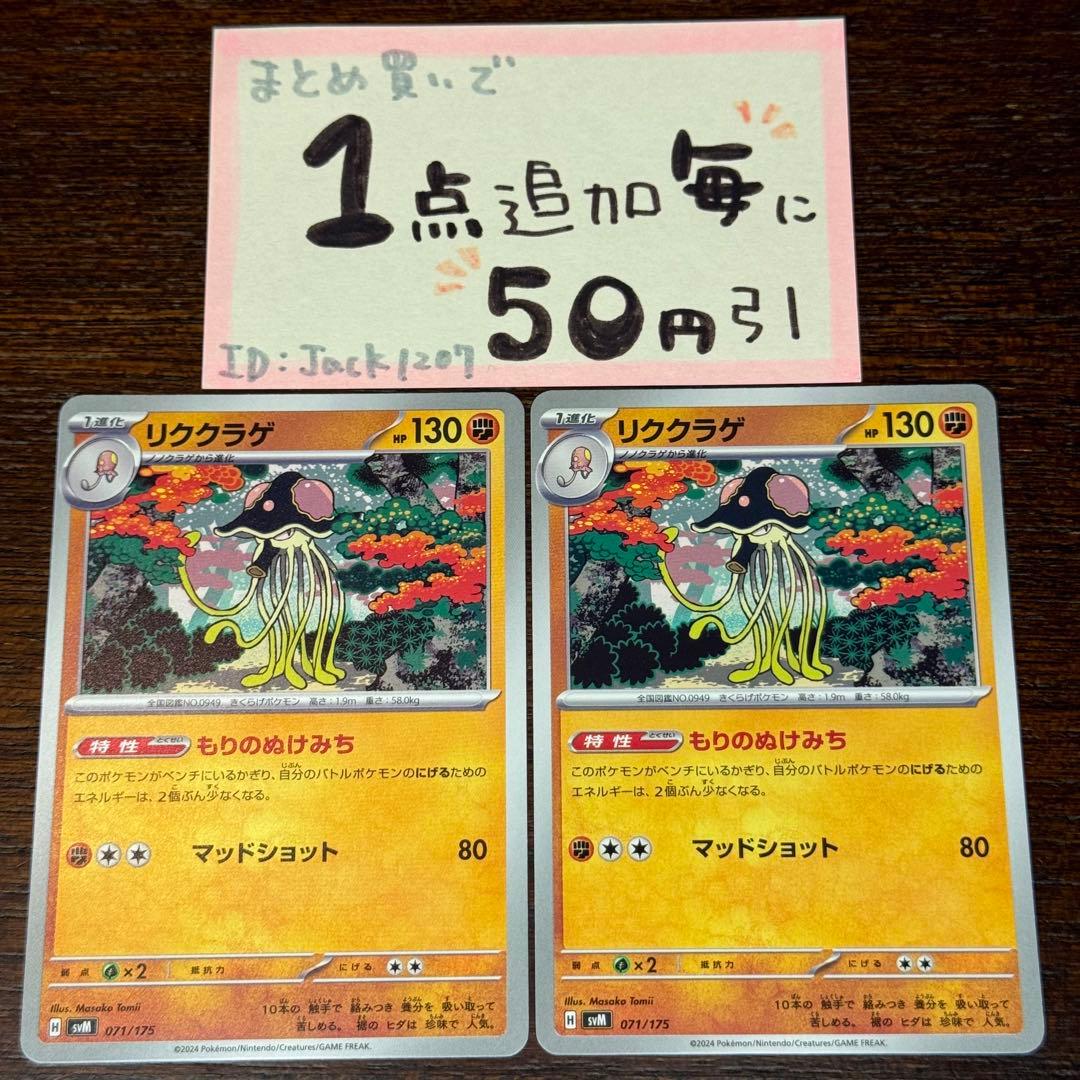 まとめ買いで
1点追加毎に
50円引
ID:Jack1207
1進化
リククラゲ
HP 130
ノノクラゲから進化
全国図鑑NO.0949 きくらげポケモン 高さ:1.9m 重さ:58.0kg
特性 とくせい もりのぬけみち
このポケモンがベンチにいるかぎり、自分のバトルポケモンのにげるための
エネルギーは、2個ぶん少なくなる。
マッドショット 80
弱点 ×2 抵抗力 にげる
Illus. Masako Tomii
10本の 触手で 絡みつき 養分を 吸い取って
苦しめる。 裾の ヒダは 珍味で 人気。
H svM 071/175
©2024 Pokémon/Nintendo/Creatures/GAME FREAK.
1進化
リククラゲ
HP 130
ノノクラゲから進化
全国図鑑NO.0949 きくらげポケモン 高さ:1.9m 重さ:58.0kg
特性 とくせい もりのぬけみち
このポケモンがベンチにいるかぎり、自分のバトルポケモンのにげるための
エネルギーは、2個ぶん少なくなる。
マッドショット 80
弱点 ×2 抵抗力 にげる
Illus. Masako Tomii
10本の 触手で 絡みつき 養分を 吸い取って
苦しめる。 裾の ヒダは 珍味で 人気。
H svM 071/175
©2024 Pokémon/Nintendo/Creatures/GAME FREAK.